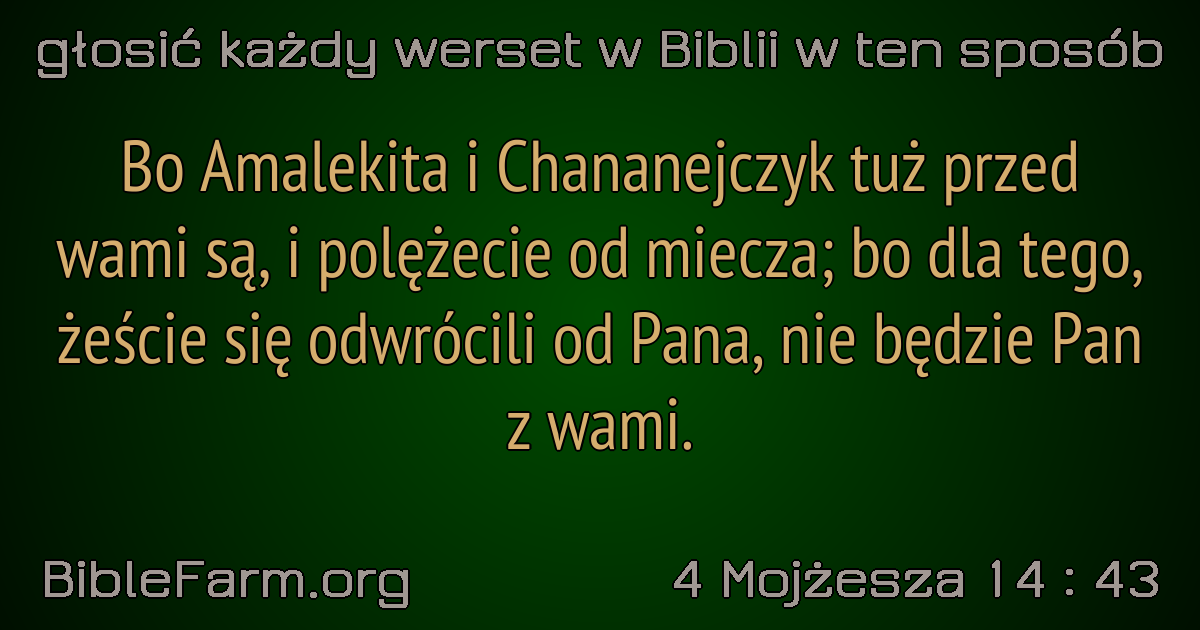 głosić każdy werset w Biblii w ten sposób
Bo Amalekita i Chananejczyk tuż przed
wami są, i polężecie od miecza; bo dla tego,
żeście się odwrócili od Pana, nie będzie Pan
z wami.
BibleFarm.org
4 Mojżesza 14 : 43